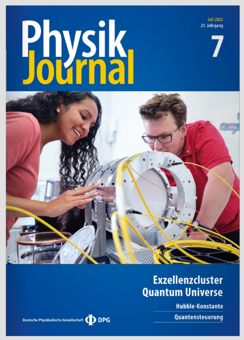 Physik
Journal
Juli 2022
21. Jahrgang
7
Exzellenzcluster
Quantum Universe
Hubble-Konstante
Quantensteuerung
Deutsche Physikalische Gesellschaft DPG